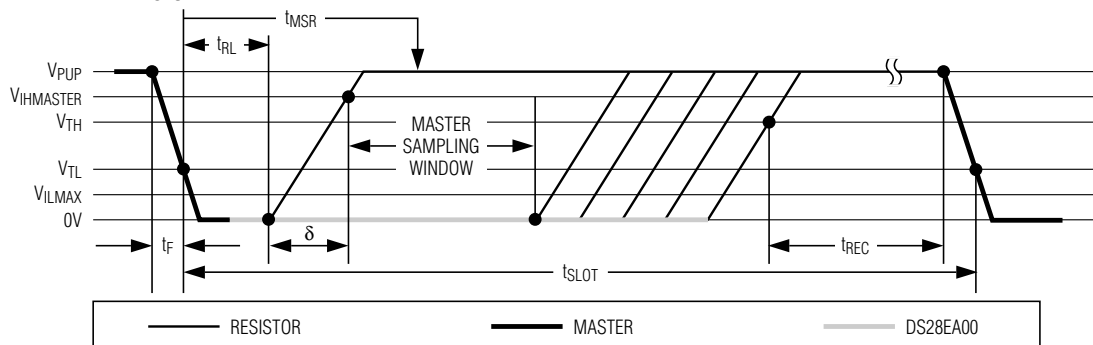 tMSR
tRL
VPUP
VIHMASTER
VTH
VTL
VILMAX
0V
MASTER
SAMPLING
WINDOW
tF
δ
tREC
tSLOT
RESISTOR
MASTER
DS28EA00